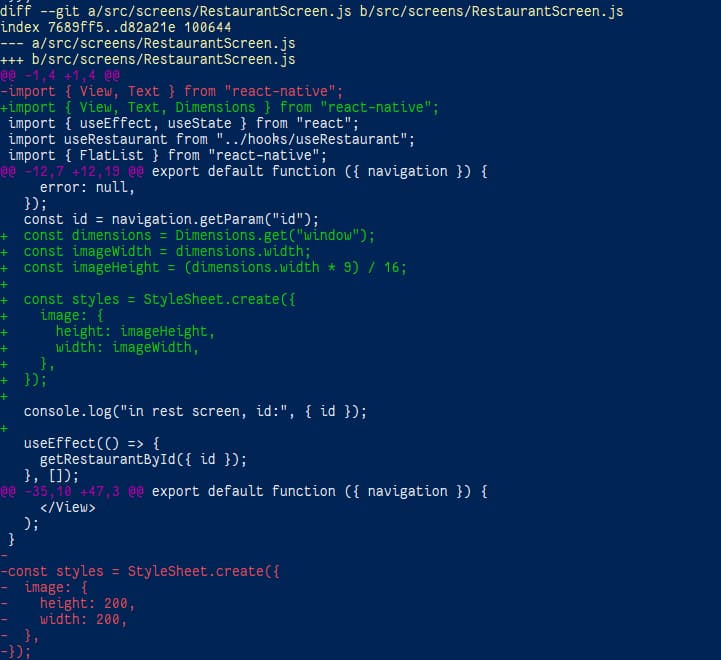 diff --git a/src/screens/RestaurantScreen.js b/src/screens/RestaurantScreen.js
index 7689ff5..d82a21e 100644
--- a/src/screens/RestaurantScreen.js
+++ b/src/screens/RestaurantScreen.js
@@ -1,4 +1,4 @@
-import { View, Text } from "react-native";
+import { View, Text, Dimensions } from "react-native";
 import { useEffect, useState } from "react";
 import useRestaurant from "../hooks/useRestaurant";
 import { FlatList } from "react-native";
@@ -12,7 +12,19 @@ export default function ({ navigation }) {
     error: null,
   });
   const id = navigation.getParam("id");
+  const dimensions = Dimensions.get("window");
+  const imageWidth = dimensions.width;
+  const imageHeight = (dimensions.width * 9) / 16;
+
+  const styles = StyleSheet.create({
+    image: {
+      height: imageHeight,
+      width: imageWidth,
+    },
+  });
+
   console.log("in rest screen, id:", { id });
+
   useEffect(() => {
     getRestaurantById({ id });
   }, []);
@@ -35,10 +47,3 @@ export default function ({ navigation }) {
     </View>
   );
 }
-
-const styles = StyleSheet.create({
-  image: {
-    height: 200,
-    width: 200,
-  },
-});